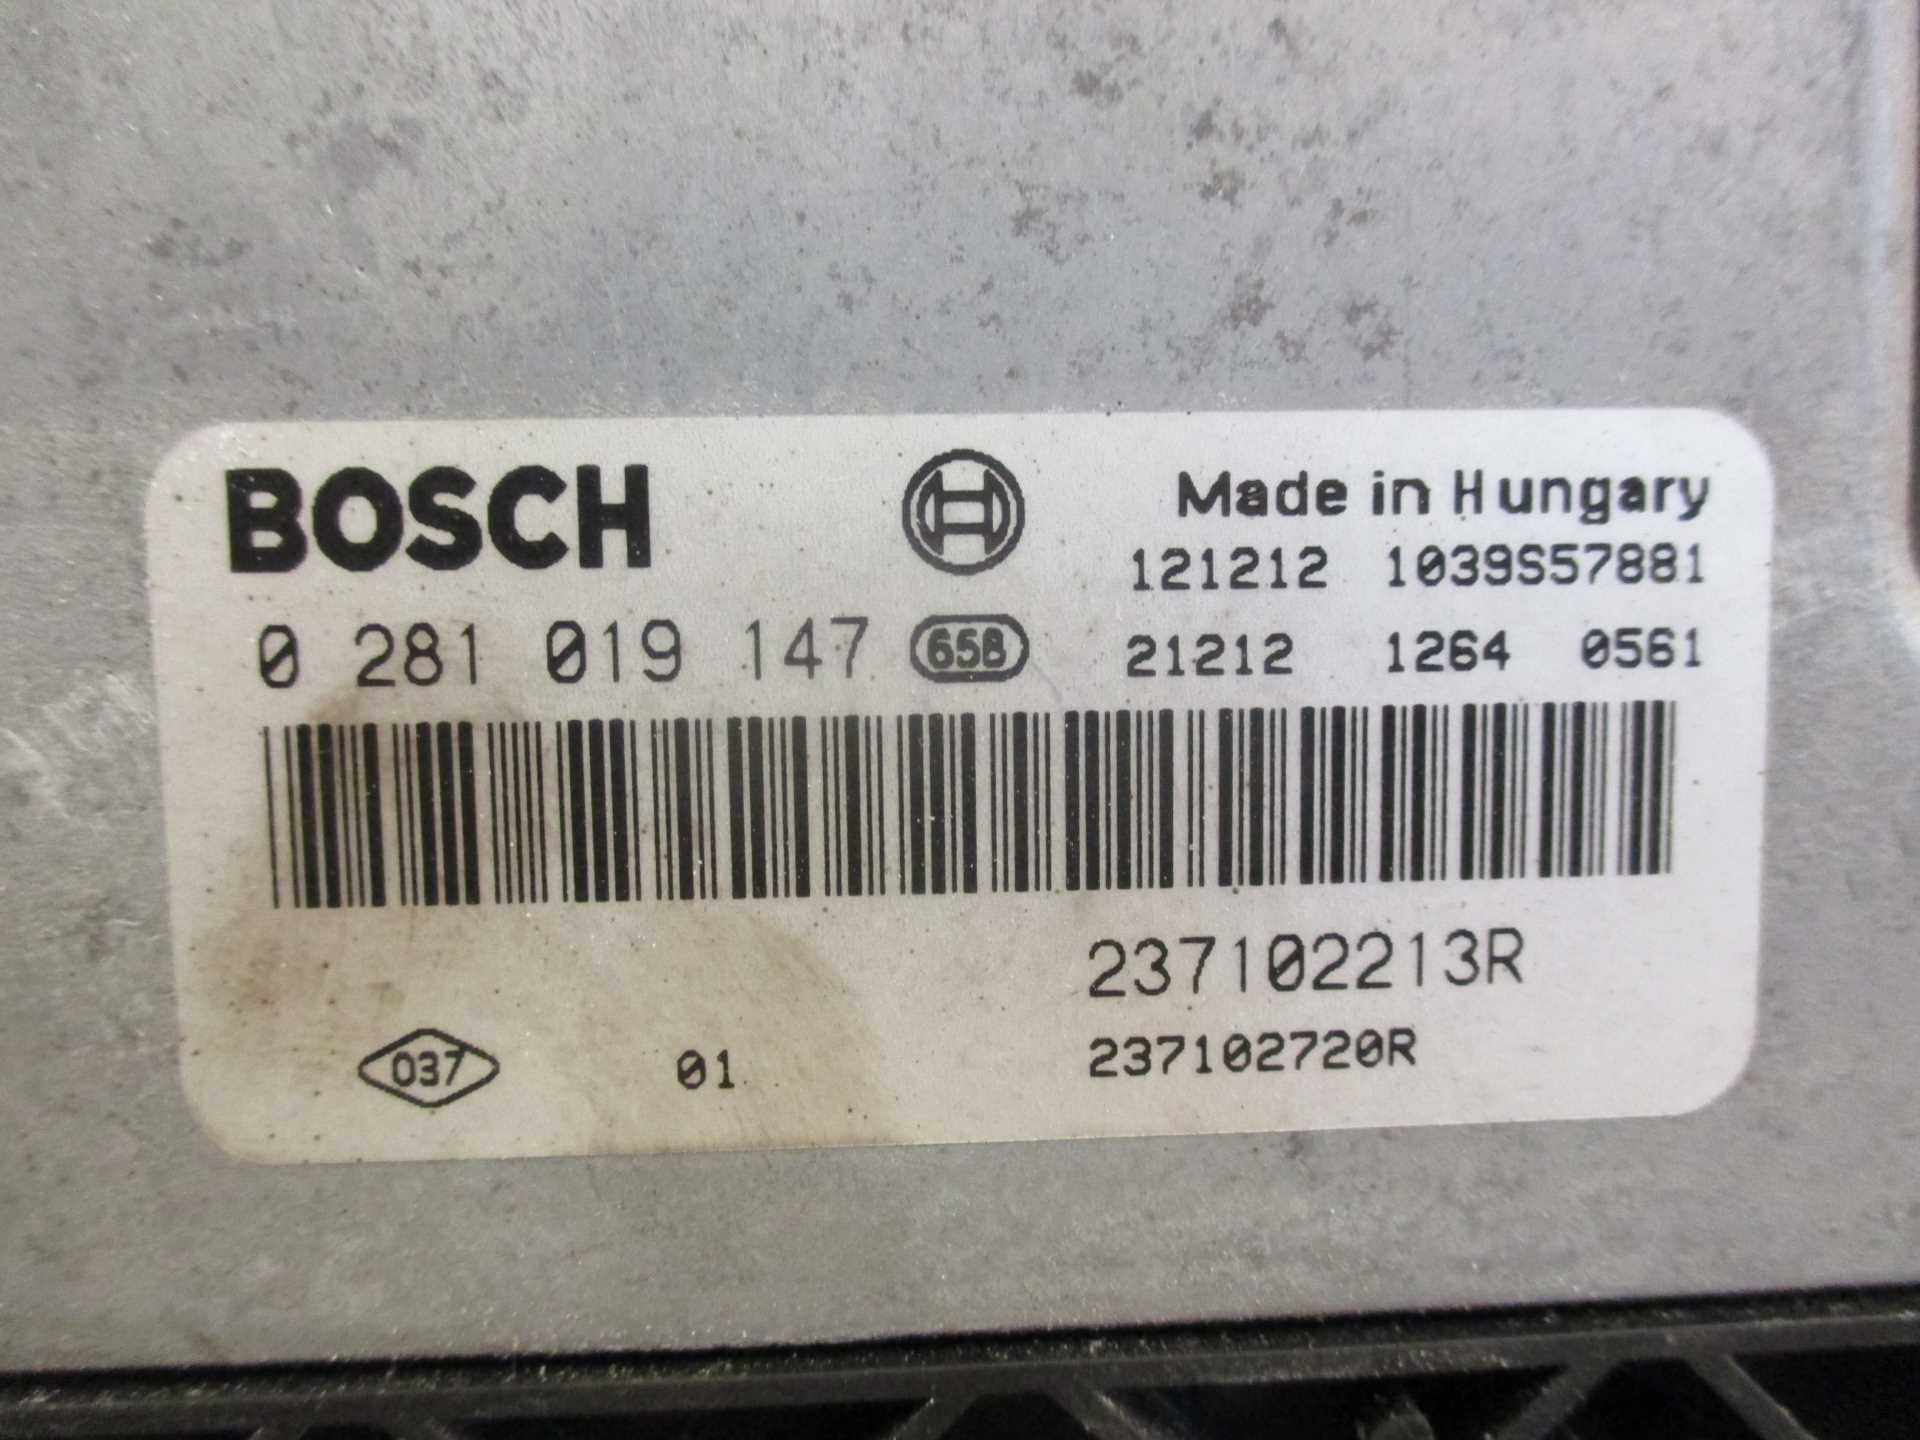 BOSCH
Made in Hungary
121212 1039S57881
0 281 019 147 658 21212 1264 0561
237102213R
037 01 237102720R